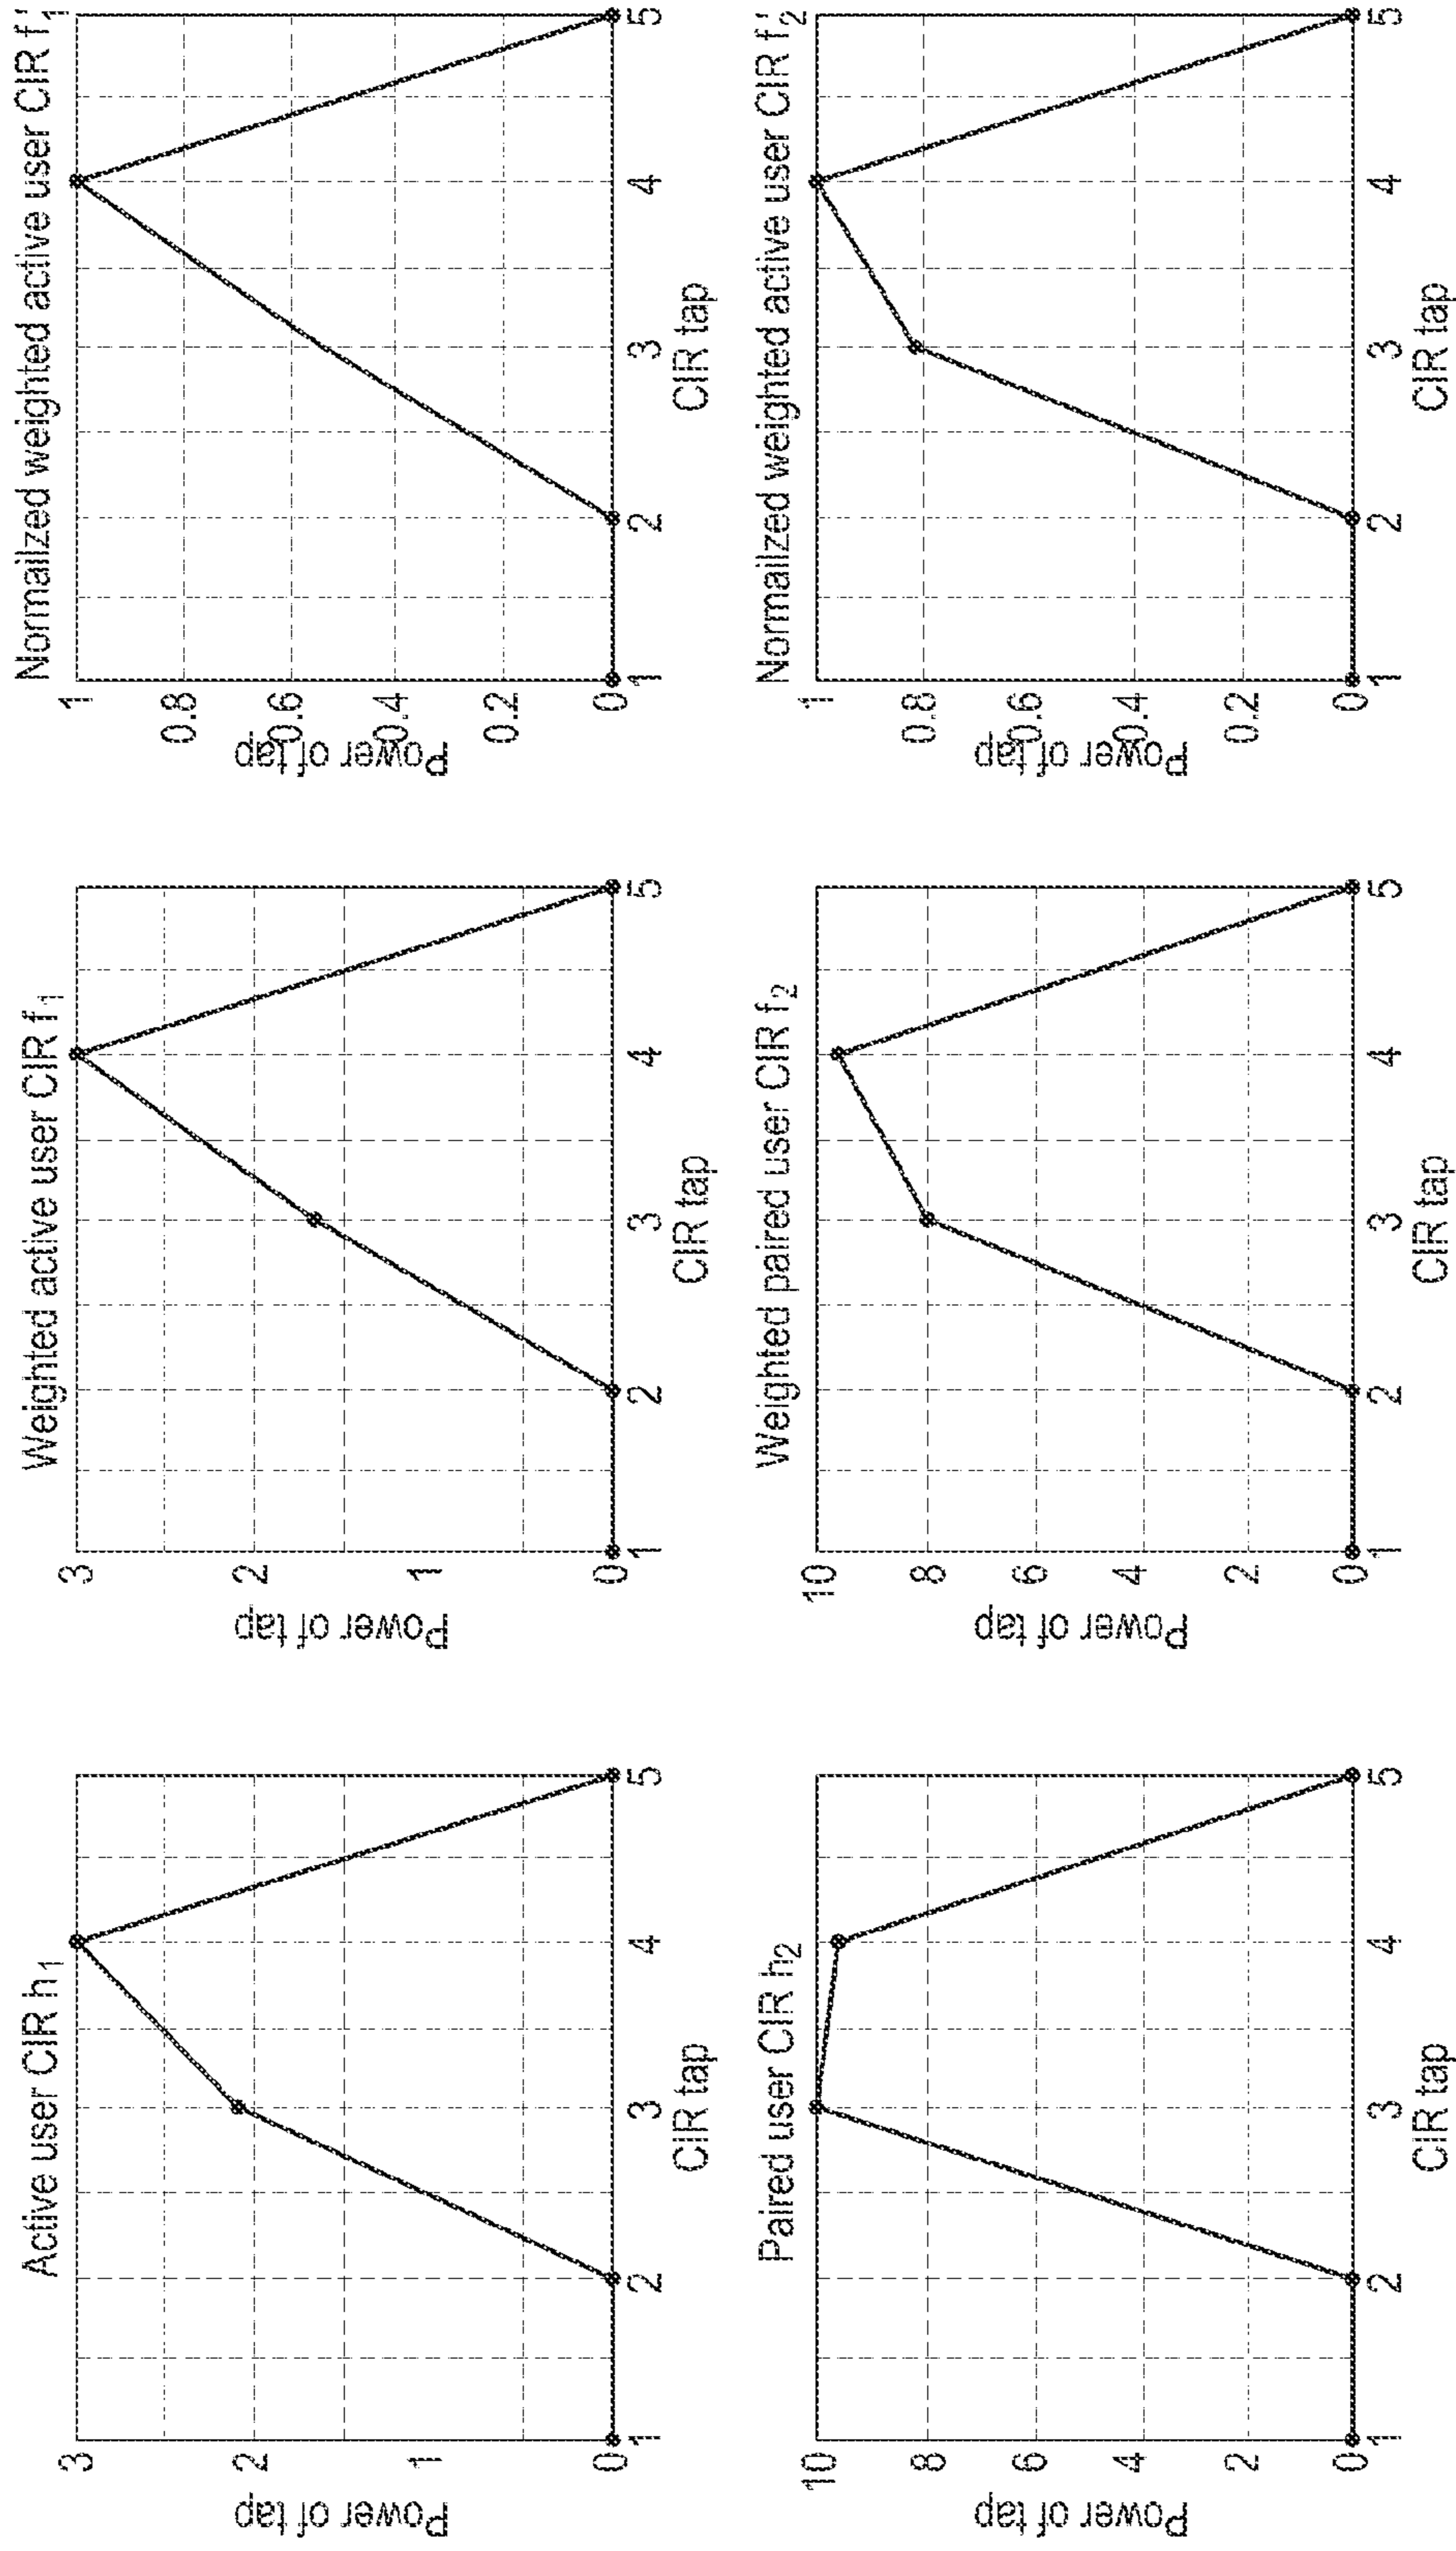 Active user CIR h1
Power of tap
3
2
1
0
1 2 3 4 5
CIR tap
Weighted active user CIR f1
Power of tap
3
2
1
0
1 2 3 4 5
CIR tap
Normailzed weighted active user CIR f'1
Power of tap
1
0.8
0.6
0.4
0.2
0
1 2 3 4 5
CIR tap
Paired user CIR h2
Power of tap
10
8
6
4
2
0
1 2 3 4 5
CIR tap
Weighted paired user CIR f2
Power of tap
10
8
6
4
2
0
1 2 3 4 5
CIR tap
Normalized weighted active user CIR f'2
Power of tap
1
0.8
0.6
0.4
0.2
0
1 2 3 4 5
CIR tap